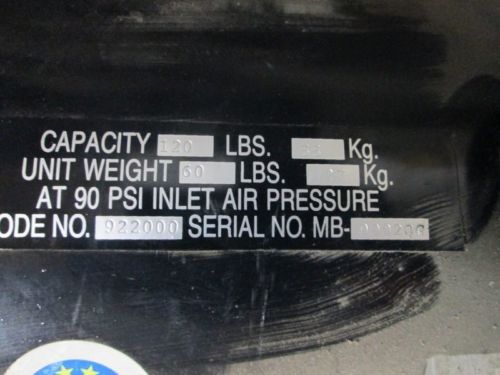 CAPACITY 120 LBS. Kg.
UNIT WEIGHT 60 LBS. Kg.
AT 90 PSI INLET AIR PRESSURE
ODE NO. 922000 SERIAL NO. MB-